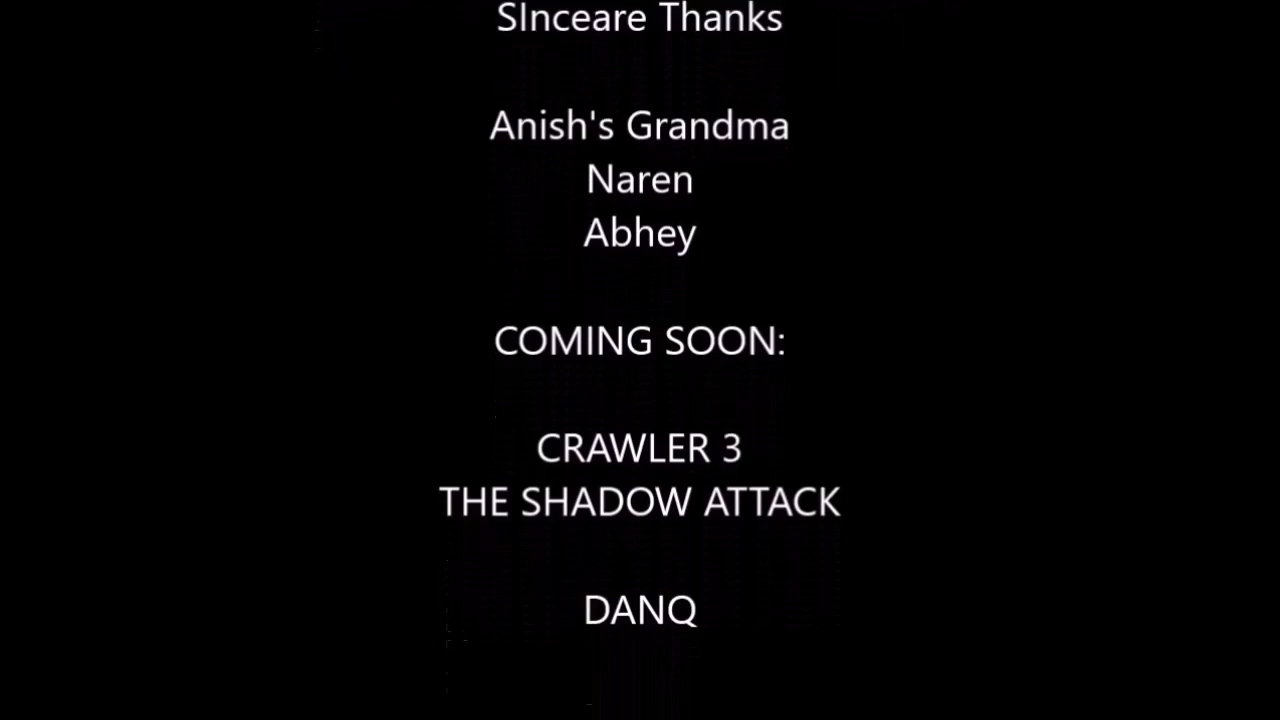 SInceare Thanks
Anish's Grandma
Naren
Abhey
COMING SOON:
CRAWLER 3
THE SHADOW ATTACK
DANQ